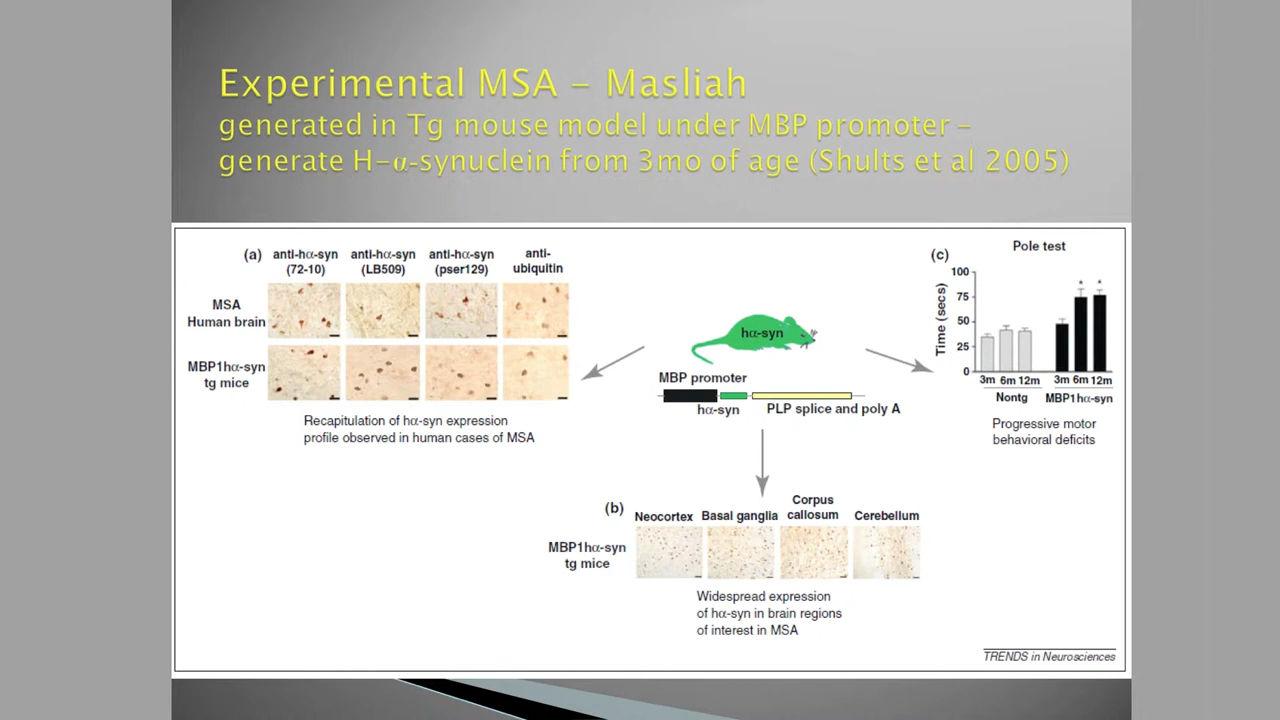 Experimental MSA – Masliah
generated in Tg mouse model under MBP promoter –
generate H-α-synuclein from 3mo of age (Shults et al 2005)
(a)
anti-hα-syn (72-10)
anti-hα-syn (LB509)
anti-hα-syn (pser129)
anti-ubiquitin
MSA
Human brain
MBP1hα-syn
tg mice
Recapitulation of hα-syn expression
profile observed in human cases of MSA
hα-syn
MBP promoter
hα-syn
PLP splice and poly A
(c)
Pole test
Time (secs)
100
75
50
25
0
* *
3m 6m 12m 3m 6m 12m
Nontg MBP1hα-syn
Progressive motor
behavioral deficits
(b)
Neocortex Basal ganglia Corpus callosum Cerebellum
MBP1hα-syn
tg mice
Widespread expression
of hα-syn in brain regions
of interest in MSA
TRENDS in Neurosciences